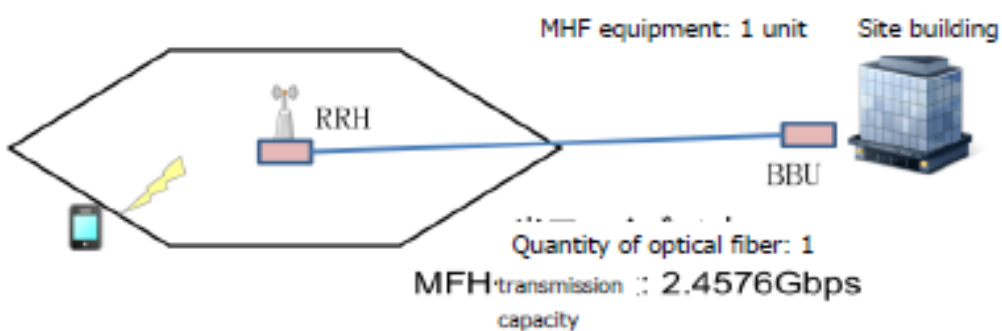 MHF equipment: 1 unit Site building
RRH
BBU
Quantity of optical fiber: 1
MFH transmission : 2.4576Gbps
capacity